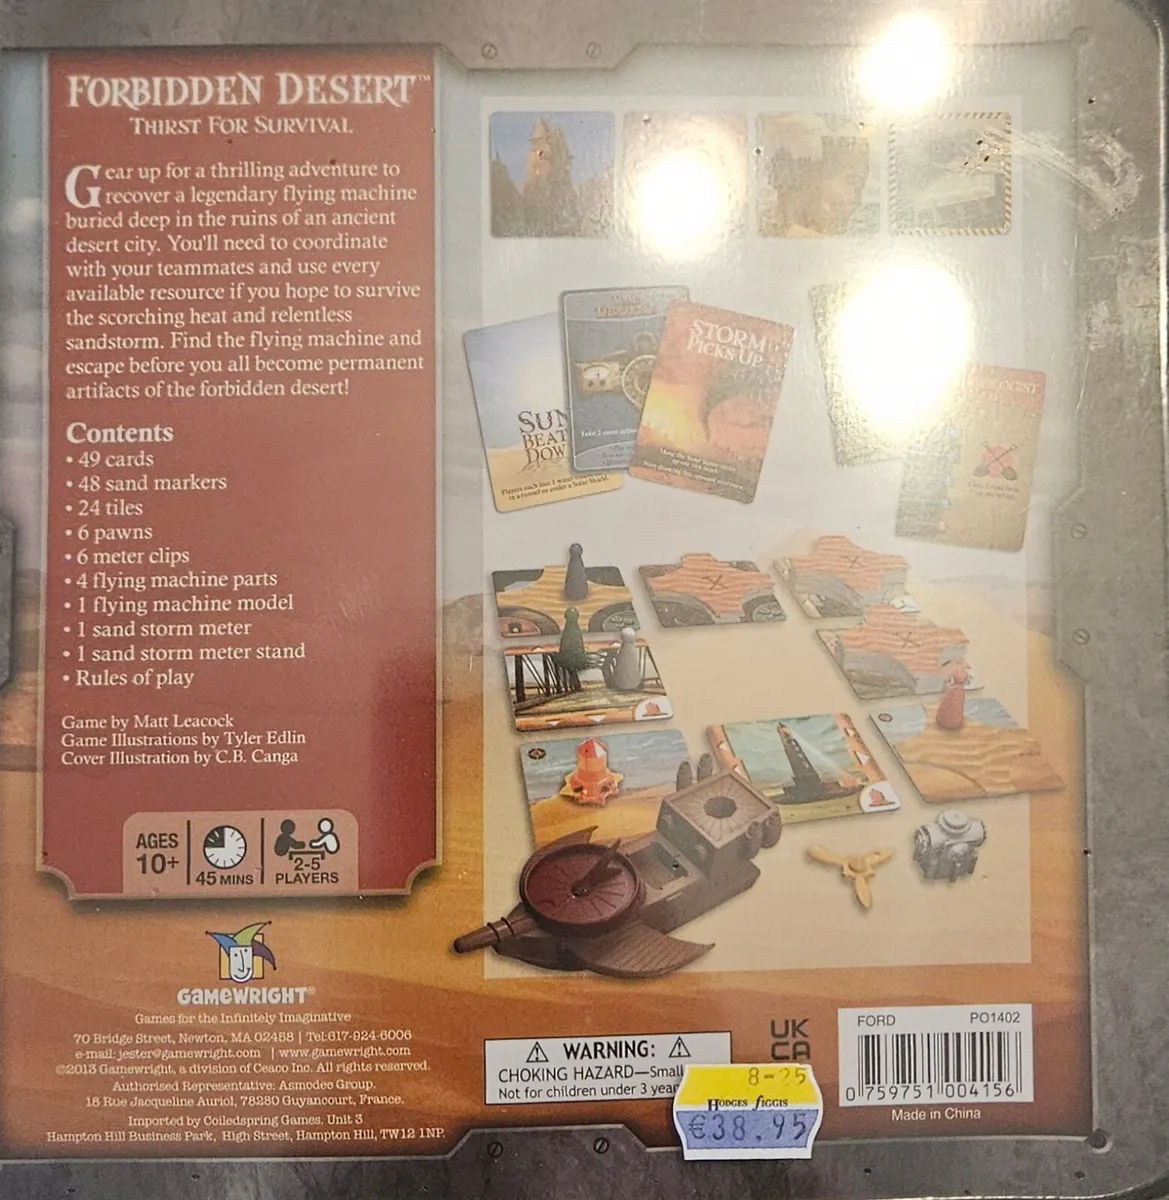 FORBIDDEN DESERT™
THIRST FOR SURVIVAL
Gear up for a thrilling adventure to
recover a legendary flying machine
buried deep in the ruins of an ancient
desert city. You'll need to coordinate
with your teammates and use every
available resource if you hope to survive
the scorching heat and relentless
sandstorm. Find the flying machine and
escape before you all become permanent
artifacts of the forbidden desert!
Contents
• 49 cards
• 48 sand markers
• 24 tiles
• 6 pawns
• 6 meter clips
• 4 flying machine parts
• 1 flying machine model
• 1 sand storm meter
• 1 sand storm meter stand
• Rules of play
Game by Matt Leacock
Game Illustrations by Tyler Edlin
Cover Illustration by C.B. Canga
AGES
10+
45 MINS
2-5
PLAYERS
GAMEWRIGHT®
Games for the Infinitely Imaginative
70 Bridge Street, Newton, MA 02458 | Tel:617-924-6006
e-mail: jester@gamewright.com | www.gamewright.com
©2013 Gamewright, a division of Ceaco Inc. All rights reserved.
Authorised Representative: Asmodee Group.
18 Rue Jacqueline Auriol, 78280 Guyancourt, France.
Imported by Coiledspring Games. Unit 3
Hampton Hill Business Park, High Street, Hampton Hill, TW12 1NP.
SUN
BEAT
DOW
STORM
PICKS UP
WARNING:
CHOKING HAZARD—Small
Not for children under 3 year
8-25
HODGES FIGGIS
€38.95
UK
CA
FORD PO1402
0 759751 004156
Made in China